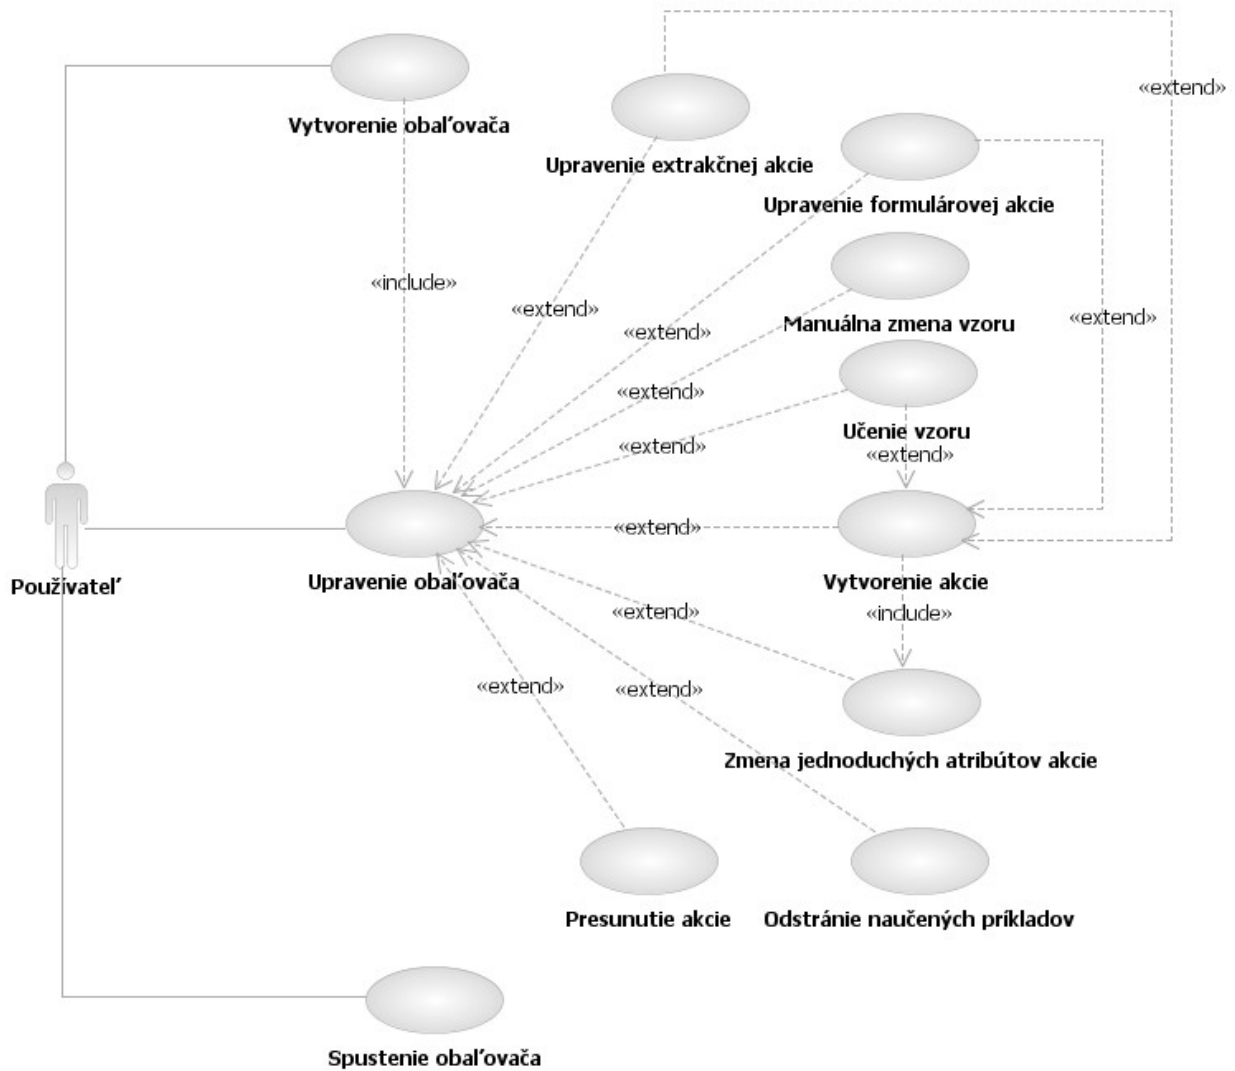 «extend»
Vytvorenie obaľovača
Upravenie extrakčnej akcie
Upravenie formulárovej akcie
«include»
«extend»
«extend»
«extend»
Manuálna zmena vzoru
«extend»
Učenie vzoru
«extend»
«extend»
«extend»
Používateľ
Upravenie obaľovača
Vytvorenie akcie
«extend»
«include»
«extend»
«extend»
Zmena jednoduchých atribútov akcie
Presunutie akcie
Odstránie naučených príkladov
Spustenie obaľovača